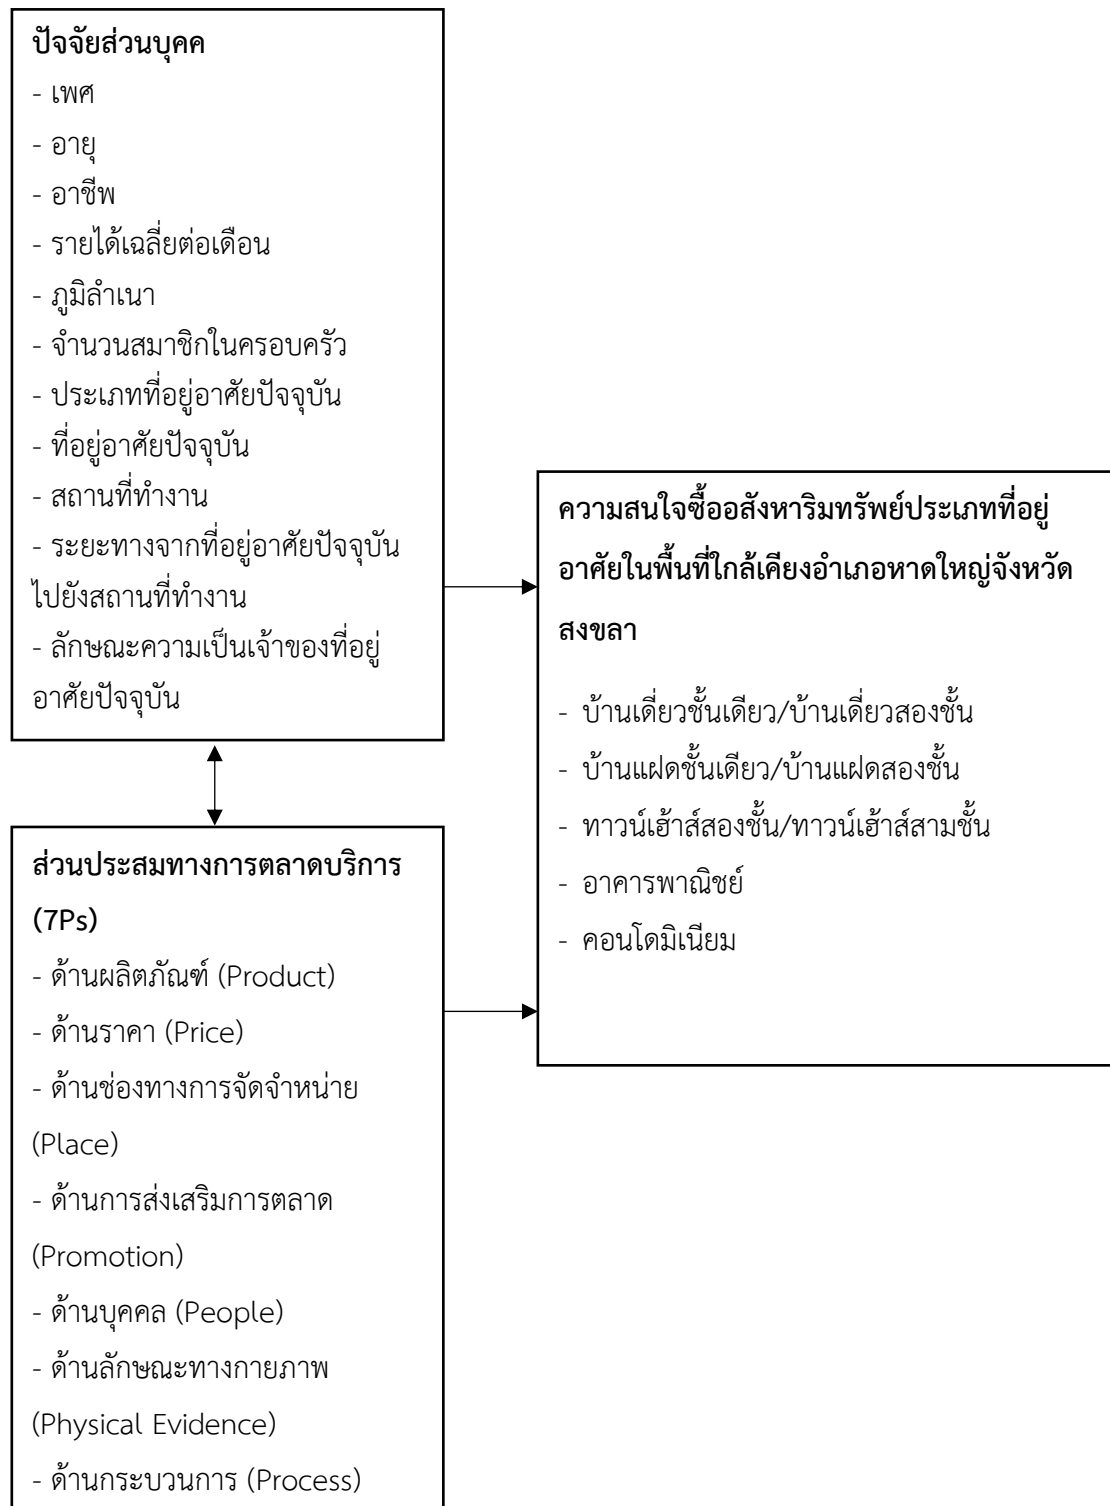 ปัจจัยส่วนบุคค
- เพศ
- อายุ
- อาชีพ
- รายได้เฉลี่ยต่อเดือน
- ภูมิลำเนา
- จำนวนสมาชิกในครอบครัว
- ประเภทที่อยู่อาศัยปัจจุบัน
- ที่อยู่อาศัยปัจจุบัน
- สถานที่ทำงาน
- ระยะทางจากที่อยู่อาศัยปัจจุบัน
ไปยังสถานที่ทำงาน
- ลักษณะความเป็นเจ้าของที่อยู่
อาศัยปัจจุบัน
ส่วนประสมทางการตลาดบริการ
(7Ps)
- ด้านผลิตภัณฑ์ (Product)
- ด้านราคา (Price)
- ด้านช่องทางการจัดจำหน่าย
(Place)
- ด้านการส่งเสริมการตลาด
(Promotion)
- ด้านบุคคล (People)
- ด้านลักษณะทางกายภาพ
(Physical Evidence)
- ด้านกระบวนการ (Process)
ความสนใจซื้ออสังหาริมทรัพย์ประเภทที่อยู่
อาศัยในพื้นที่ใกล้เคียงอำเภอหาดใหญ่จังหวัด
สงขลา
- บ้านเดี่ยวชั้นเดียว/บ้านเดี่ยวสองชั้น
- บ้านแฝดชั้นเดียว/บ้านแฝดสองชั้น
- ทาวน์เฮ้าส์สองชั้น/ทาวน์เฮ้าส์สามชั้น
- อาคารพาณิชย์
- คอนโดมิเนียม